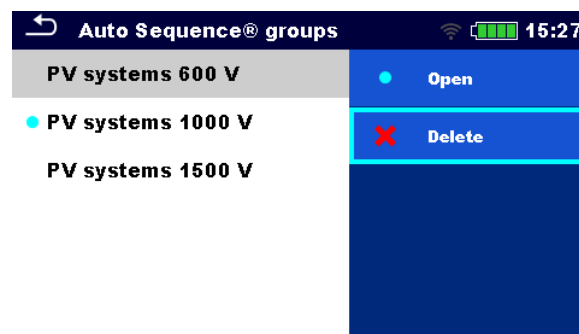 Auto Sequence® groups 15:27
PV systems 600 V
Open
PV systems 1000 V
Delete
PV systems 1500 V